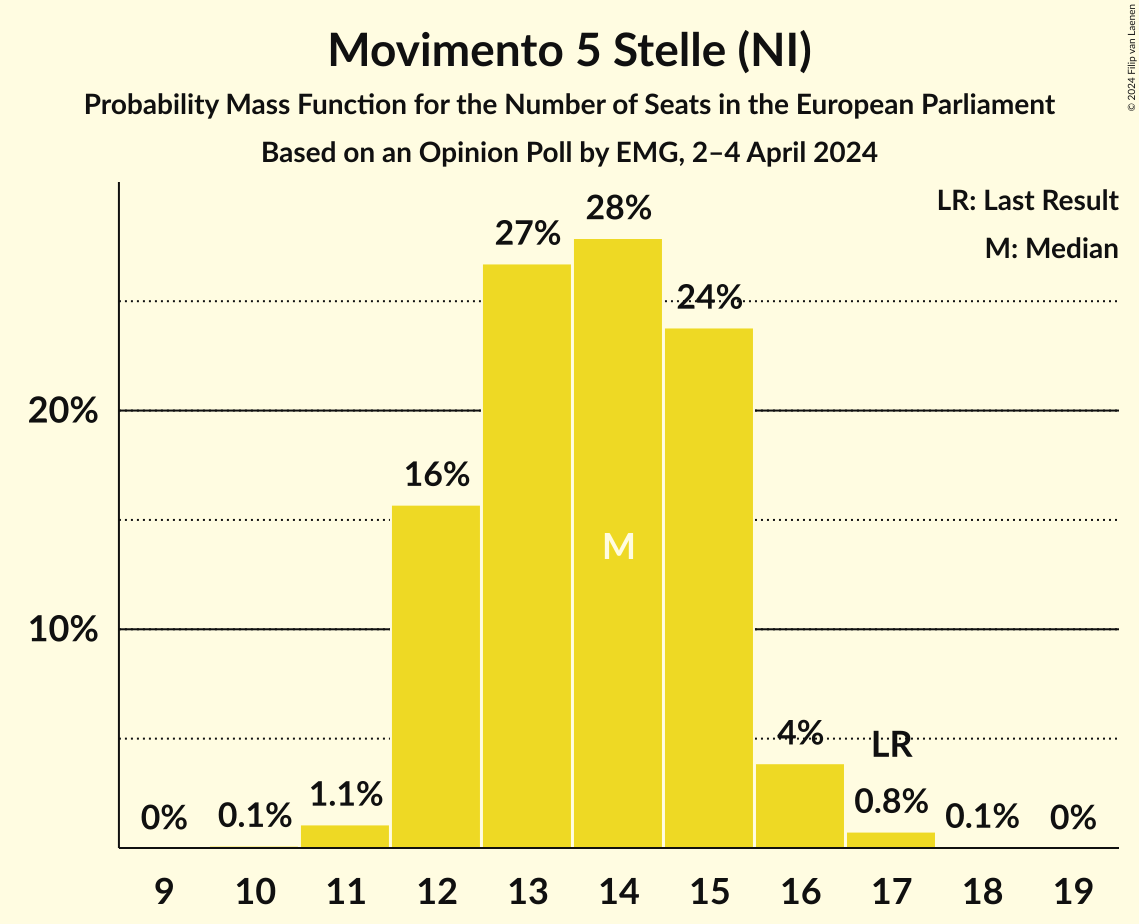 Movimento 5 Stelle (NI)
Probability Mass Function for the Number of Seats in the European Parliament
Based on an Opinion Poll by EMG, 2–4 April 2024
© 2024 Filip van Laenen
LR: Last Result
M: Median
28%
27%
24%
20%
16%
M
10%
4%
LR
1.1%
0.8%
0%
0.1%
0.1%
0%
9 10 11 12 13 14 15 16 17 18 19